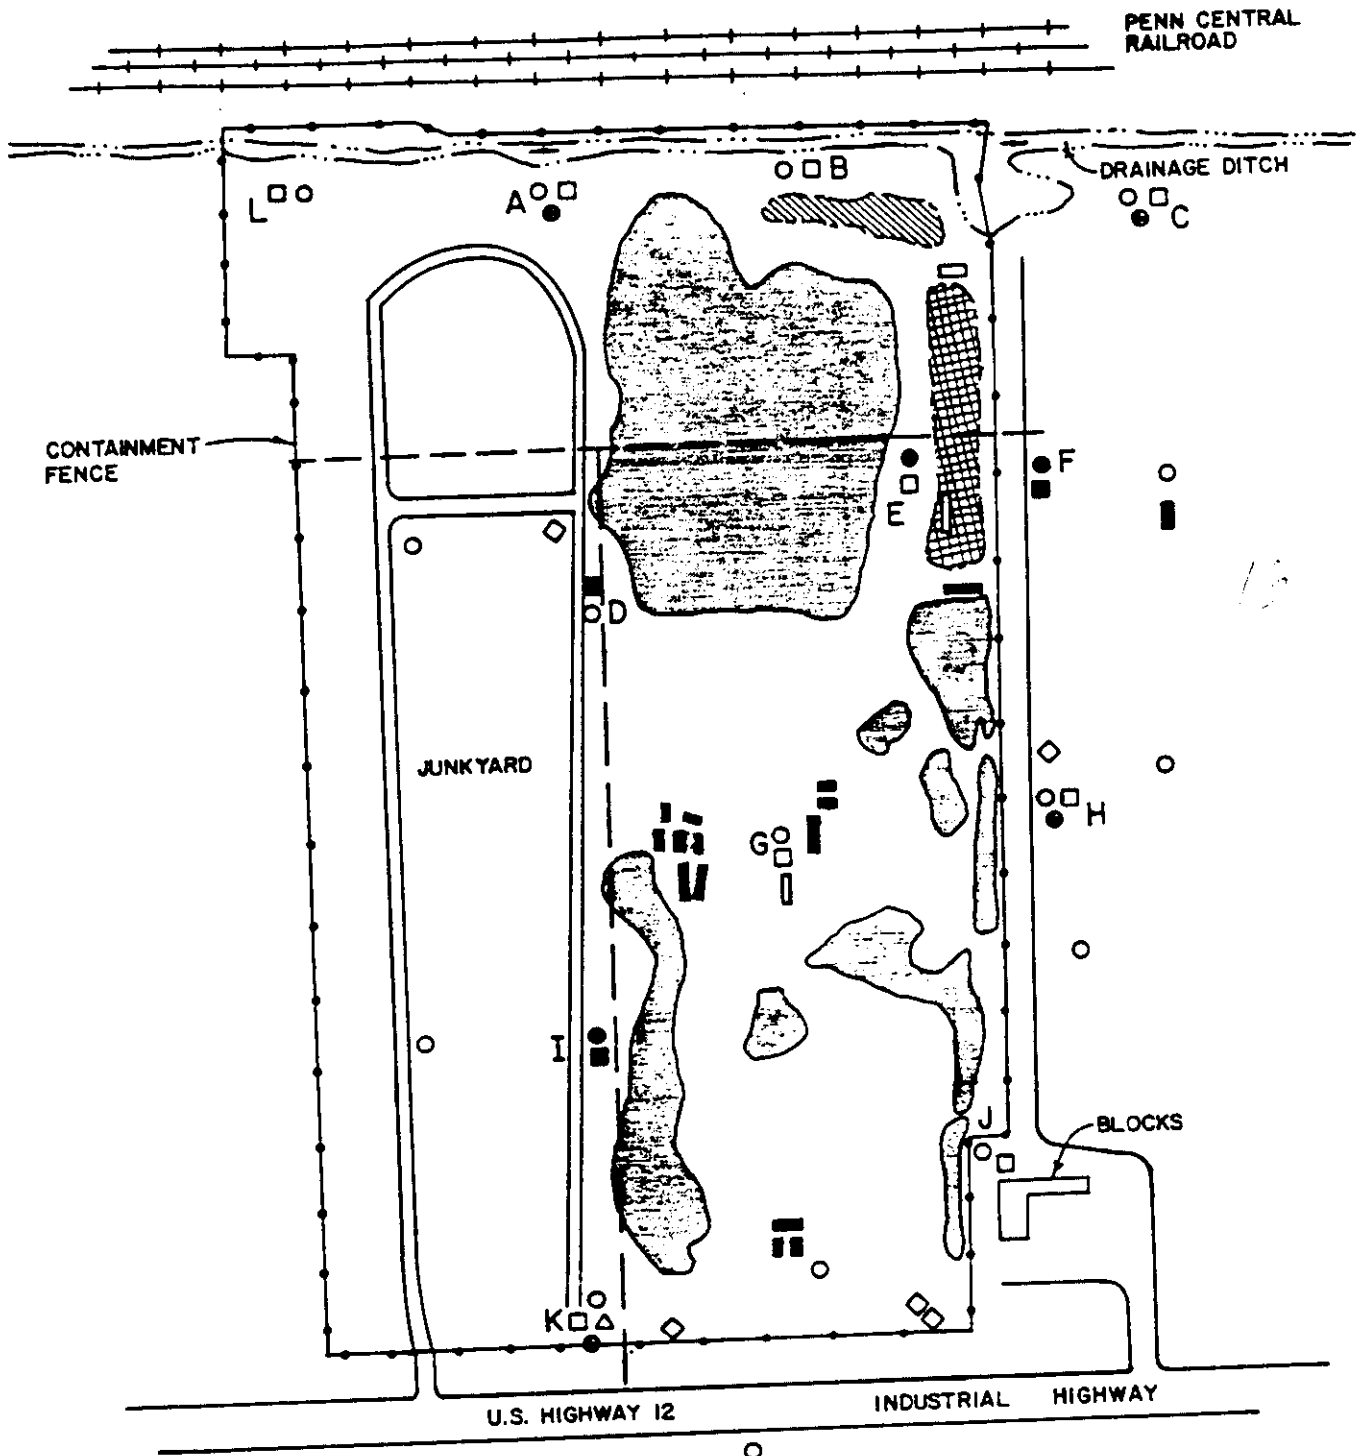 PENN CENTRAL
RAILROAD
DRAINAGE DITCH
L
A
B
C
CONTAINMENT
FENCE
E
F
D
JUNKYARD
G
H
I
J
BLOCKS
K
U.S. HIGHWAY 12
INDUSTRIAL HIGHWAY